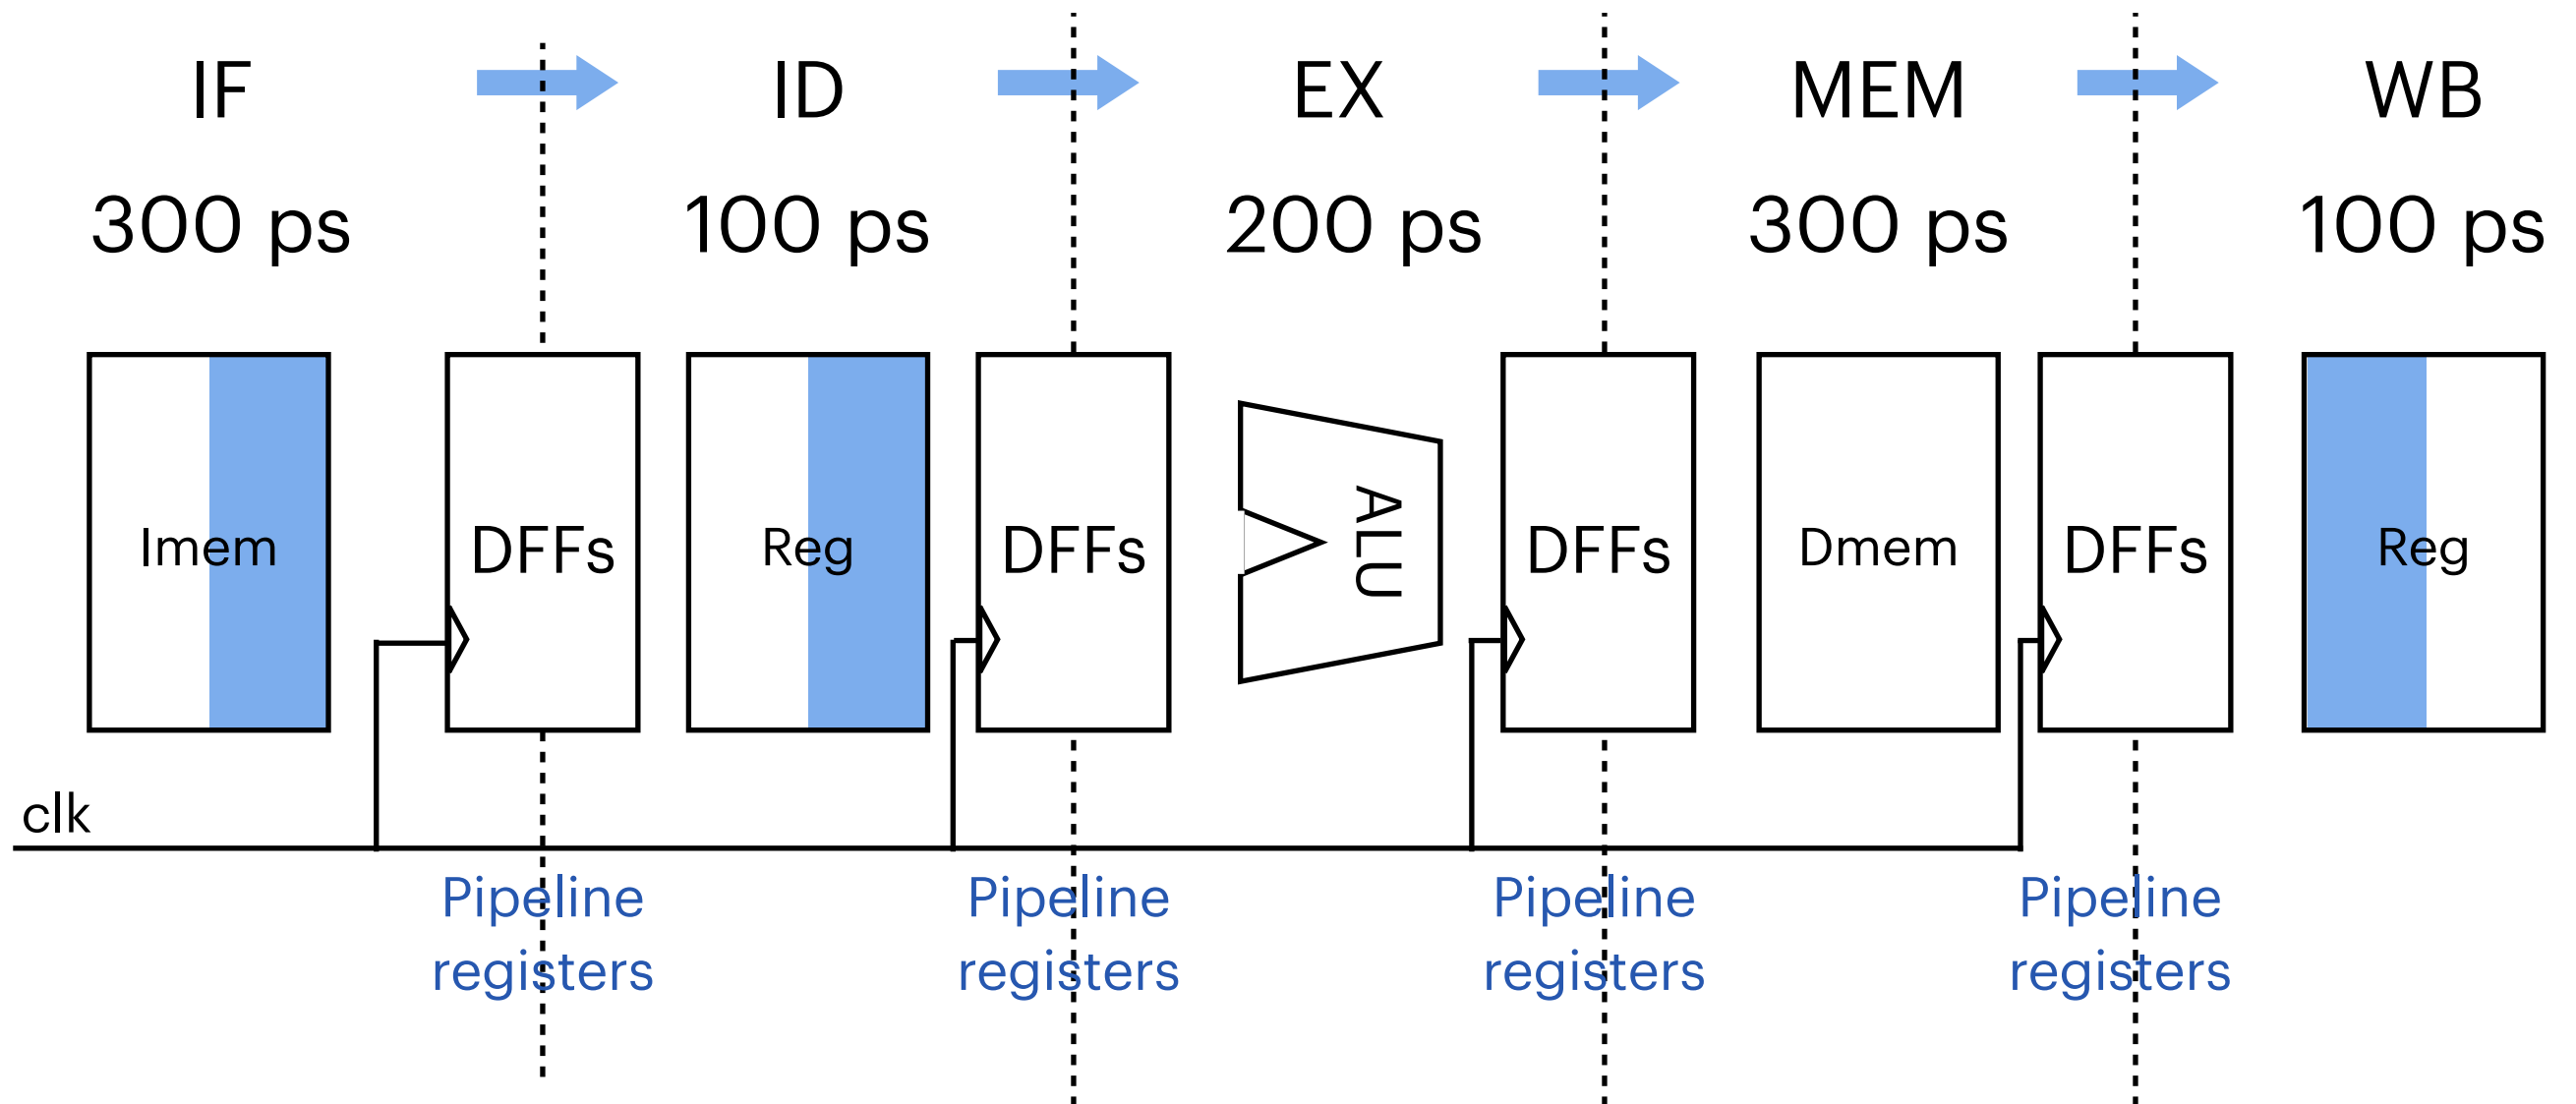 IF
ID
EX
MEM
WB
300 ps
100 ps
200 ps
300 ps
100 ps
Imem
DFFs
Reg
DFFs
ALU
DFFs
Dmem
DFFs
Reg
clk
Pipeline
registers
Pipeline
registers
Pipeline
registers
Pipeline
registers